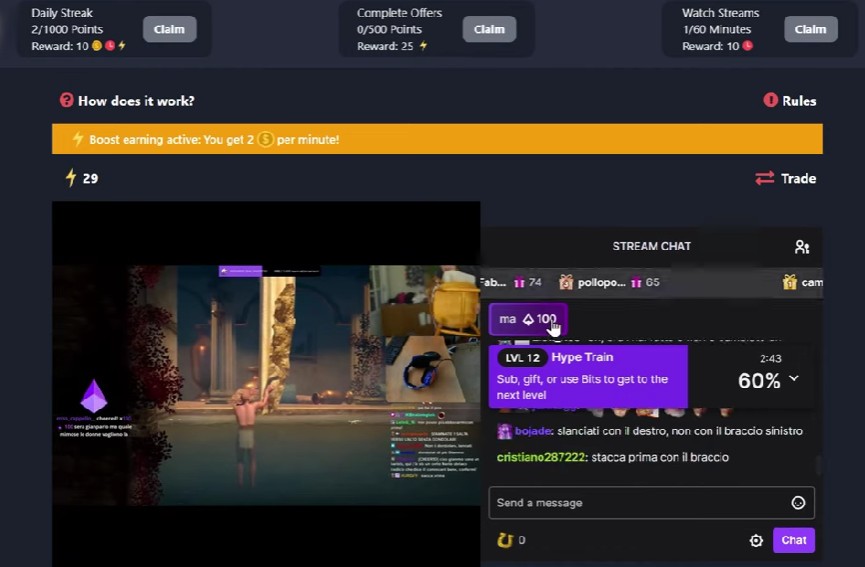 Daily Streak
2/1000 Points
Reward: 10
Claim
Complete Offers
0/500 Points
Reward: 25
Claim
Watch Streams
1/60 Minutes
Reward: 10
Claim
How does it work?
Rules
Boost earning active: You get 2 $ per minute!
29
Trade
STREAM CHAT
Fab... 74
pollopo... 65
cam
ma 100
LVL 12 Hype Train
2:43
Sub, gift, or use Bits to get to the
next level
60%
bojade: slanciati con il destro, non con il braccio sinistro
cristiano287222: stacca prima con il braccio
Send a message
0
Chat